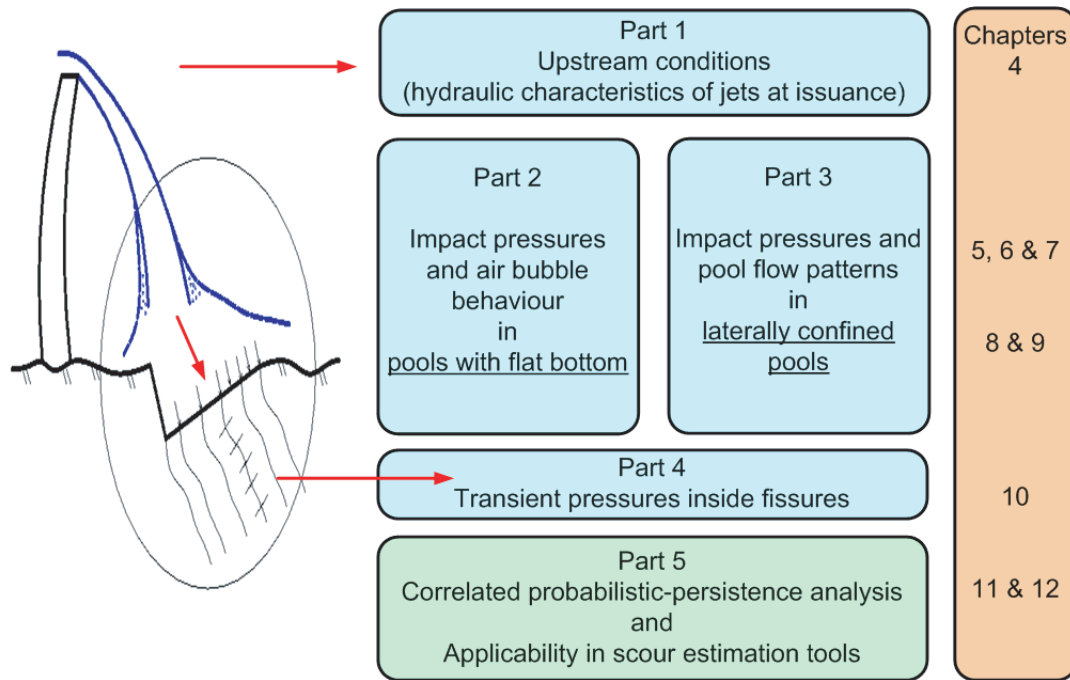 Part 1
Upstream conditions
(hydraulic characteristics of jets at issuance)
Part 2
Impact pressures
and air bubble
behaviour
in
pools with flat bottom
Part 3
Impact pressures and
pool flow patterns
in
laterally confined
pools
Part 4
Transient pressures inside fissures
Part 5
Correlated probabilistic-persistence analysis
and
Applicability in scour estimation tools
Chapters
4
5, 6 & 7
8 & 9
10
11 & 12